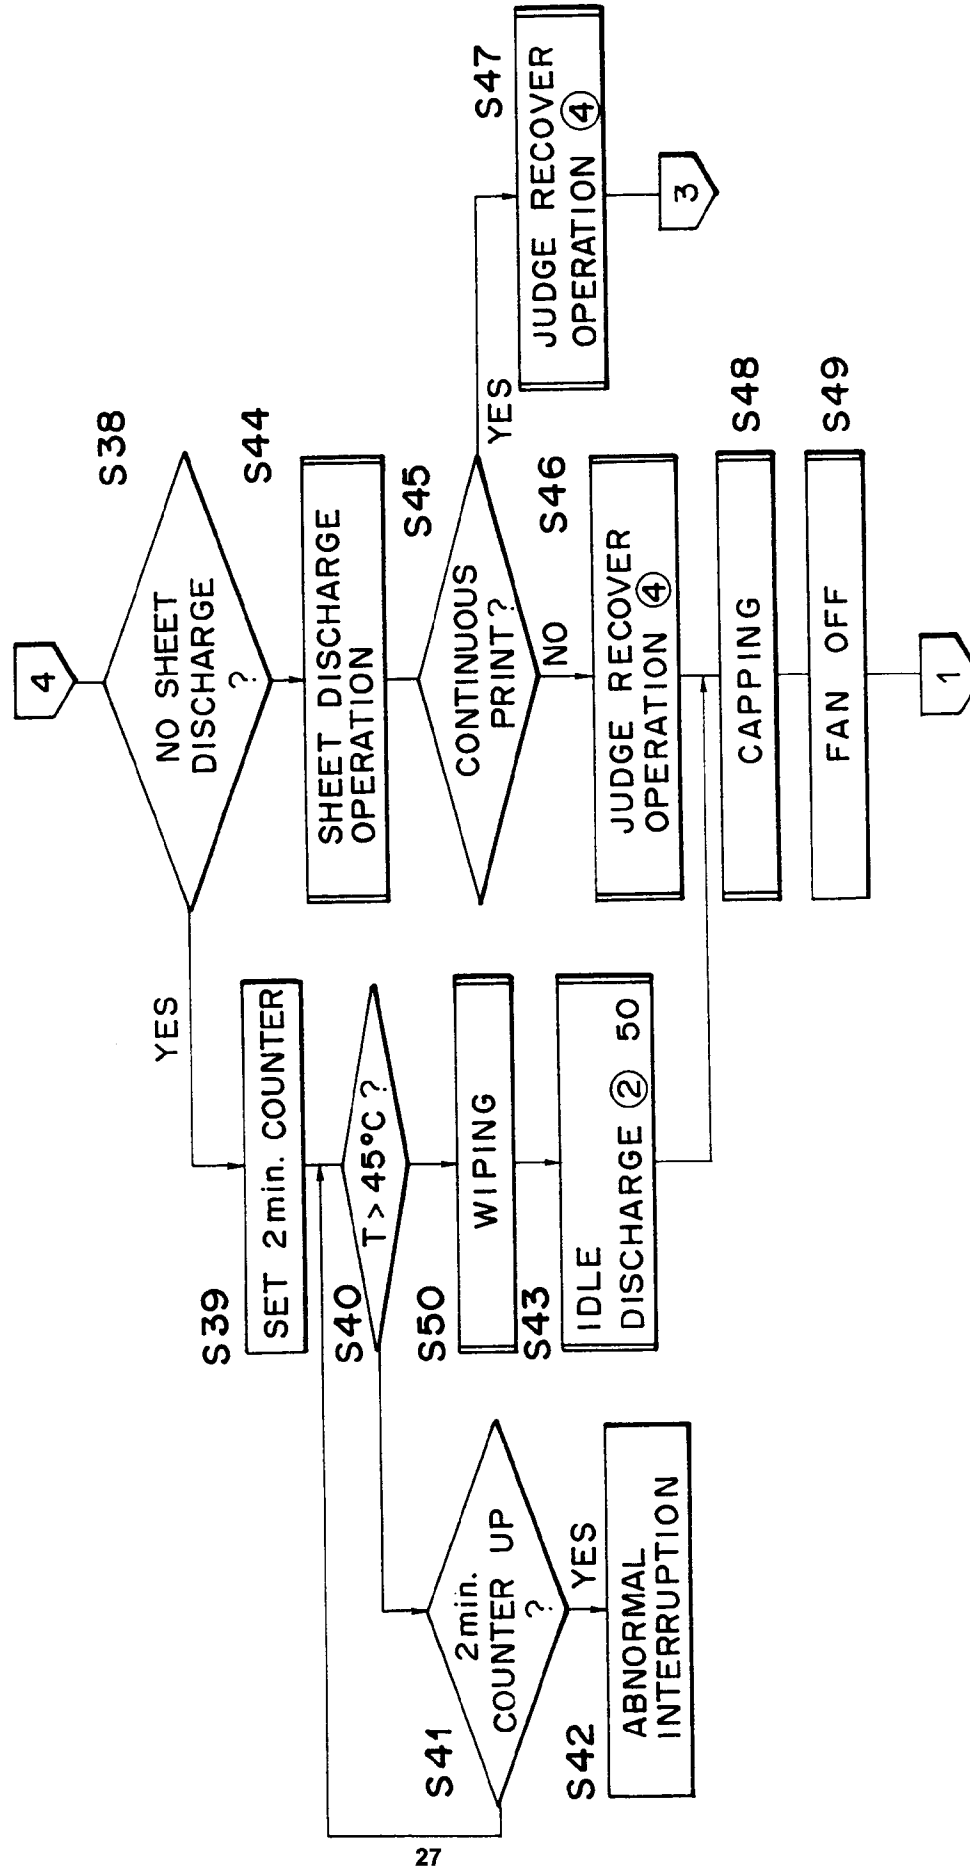 4
S38
NO SHEET
DISCHARGE
?
YES
S44
SHEET DISCHARGE
OPERATION
S45
CONTINUOUS
PRINT?
YES
S47
JUDGE RECOVER
OPERATION ④
3
NO
S46
JUDGE RECOVER
OPERATION ④
S48
CAPPING
S49
FAN OFF
1
S39
SET 2min. COUNTER
S40
T > 45°C ?
S50
WIPING
S43
IDLE
DISCHARGE ② 50
S41
2min.
COUNTER UP
?
YES
S42
ABNORMAL
INTERRUPTION
27